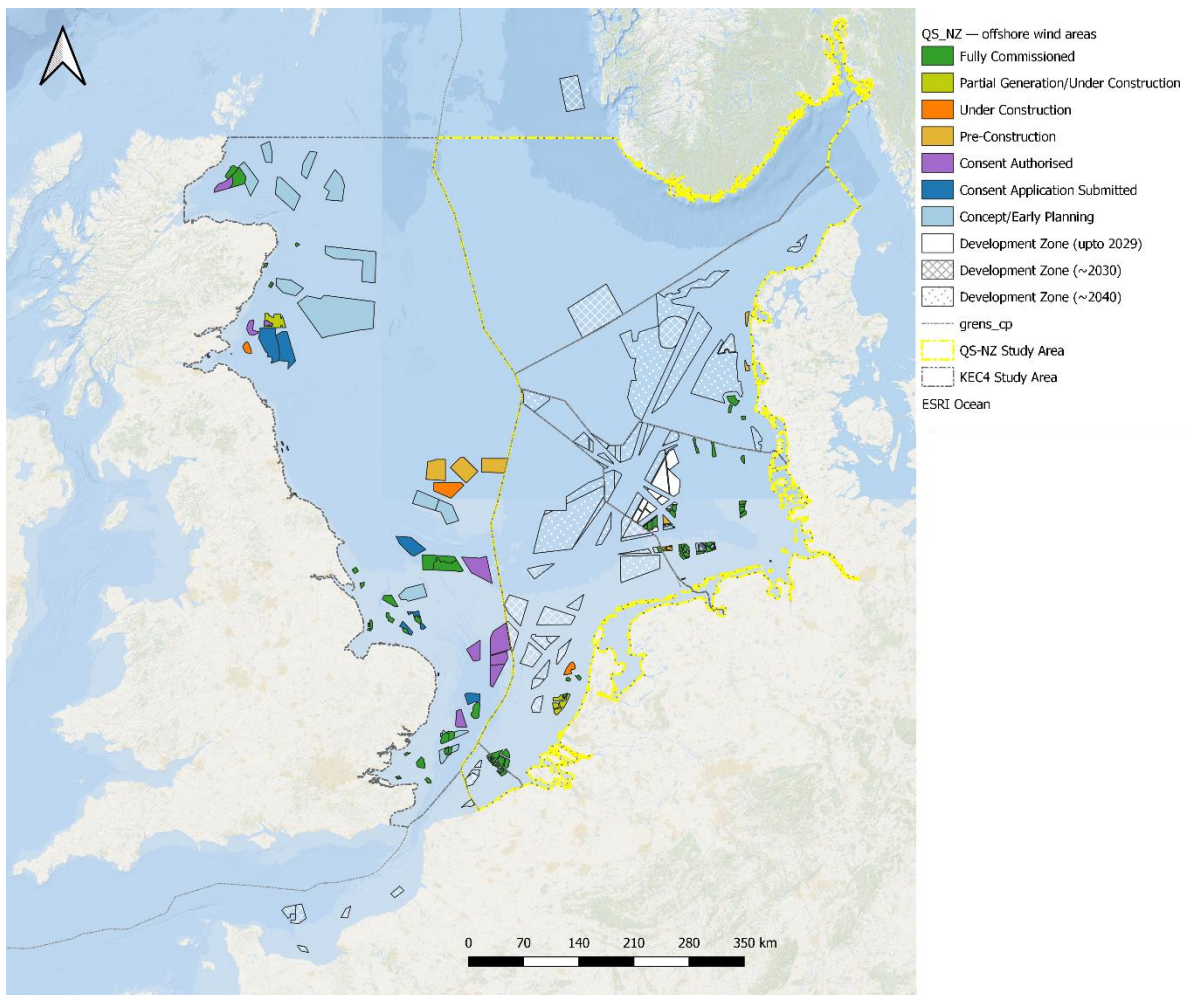 QS_NZ — offshore wind areas
Fully Commissioned
Partial Generation/Under Construction
Under Construction
Pre-Construction
Consent Authorised
Consent Application Submitted
Concept/Early Planning
Development Zone (upto 2029)
Development Zone (~2030)
Development Zone (~2040)
grens_cp
QS-NZ Study Area
KEC4 Study Area
ESRI Ocean
0 70 140 210 280 350 km